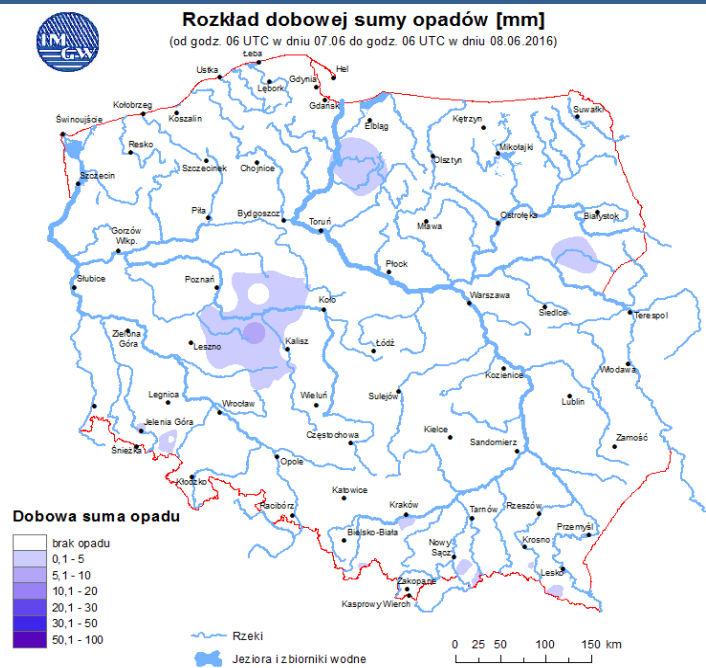 Rozkład dobowej sumy opadów [mm]
(od godz. 06 UTC w dniu 07.06 do godz. 06 UTC w dniu 08.06.2016)
IM
GW
Łeba
Ustka
Hel
Gdynia
Lębork
Gdańsk
Kołobrzeg
Koszalin
Suwałki
Świnoujście
Elbląg
Kętrzyn
Resko
Mikołajki
Szczecinek
Chojnice
Olsztyn
Szczecin
Piła
Bydgoszcz
Toruń
Mława
Ostrołęka
Białystok
Gorzów
Wlkp.
Płock
Słubice
Poznań
Koło
Warszawa
Siedlce
Terespol
Zielona
Góra
Leszno
Kalisz
Łódź
Kozienice
Włodawa
Legnica
Wrocław
Wieluń
Sulejów
Lublin
Jelenia Góra
Śnieżka
Częstochowa
Kielce
Sandomierz
Zamość
Opole
Kłodzko
Katowice
Racibórz
Kraków
Tarnów
Rzeszów
Przemyśl
Bielsko-Biała
Nowy
Sącz
Krosno
Lesko
Zakopane
Kasprowy Wierch
Dobowa suma opadu
brak opadu
0,1 - 5
5,1 - 10
10,1 - 20
20,1 - 30
30,1 - 50
50,1 - 100
Rzeki
Jeziora i zbiorniki wodne
0 25 50 100 150 km